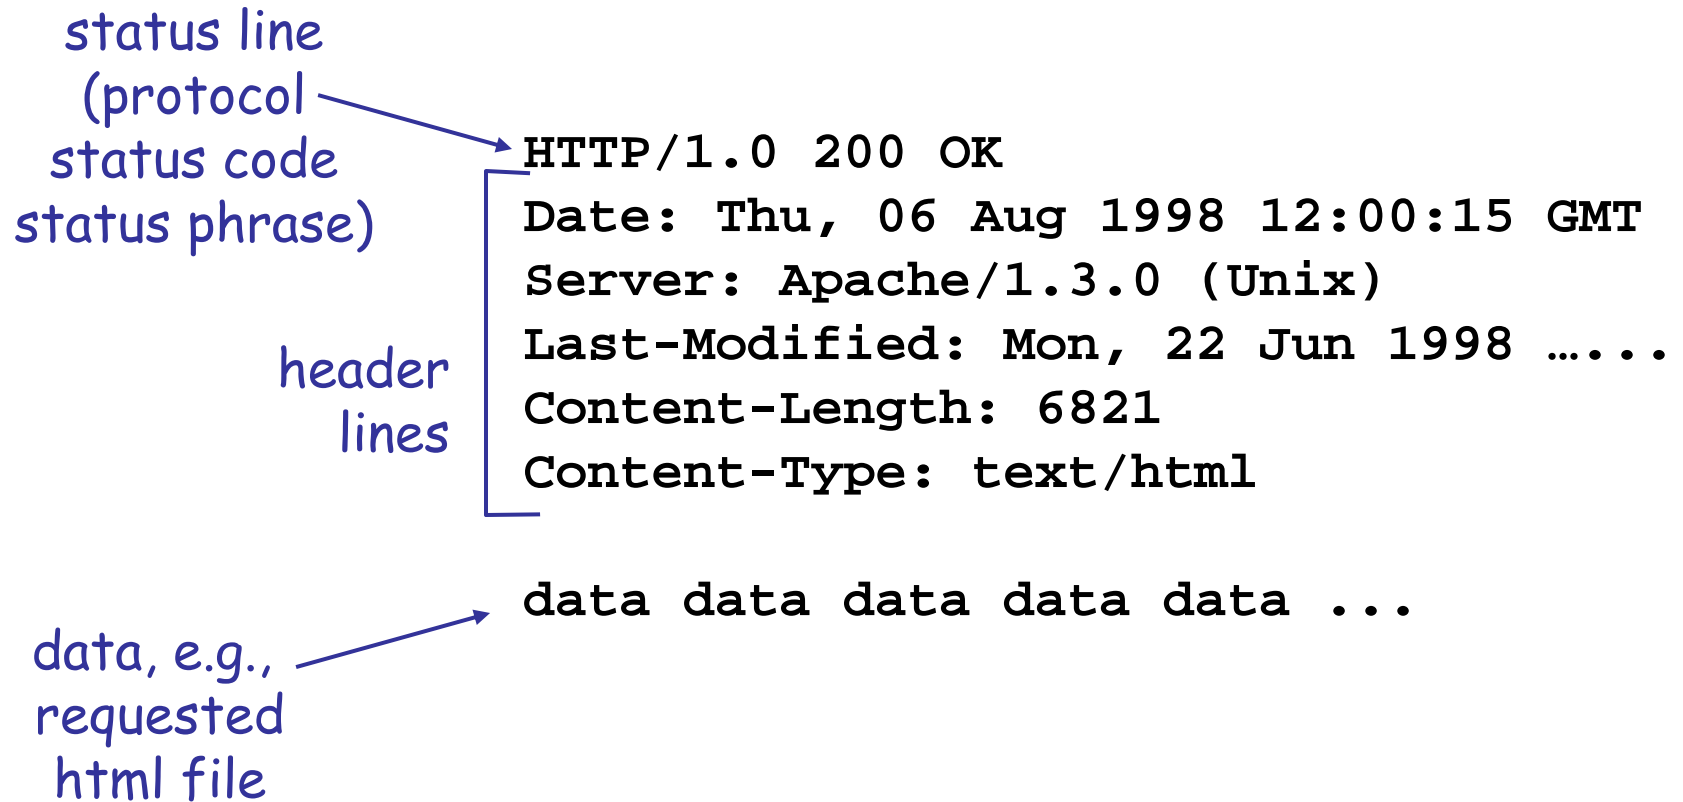 status line
(protocol
status code
status phrase)
HTTP/1.0 200 OK
Date: Thu, 06 Aug 1998 12:00:15 GMT
Server: Apache/1.3.0 (Unix)
Last-Modified: Mon, 22 Jun 1998 …...
Content-Length: 6821
Content-Type: text/html
header
lines
data data data data data ...
data, e.g.,
requested
html file